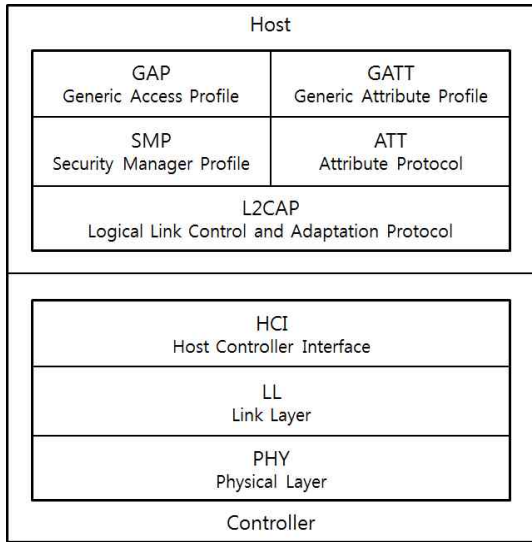 Host
GAP
Generic Access Profile
GATT
Generic Attribute Profile
SMP
Security Manager Profile
ATT
Attribute Protocol
L2CAP
Logical Link Control and Adaptation Protocol
HCI
Host Controller Interface
LL
Link Layer
PHY
Physical Layer
Controller